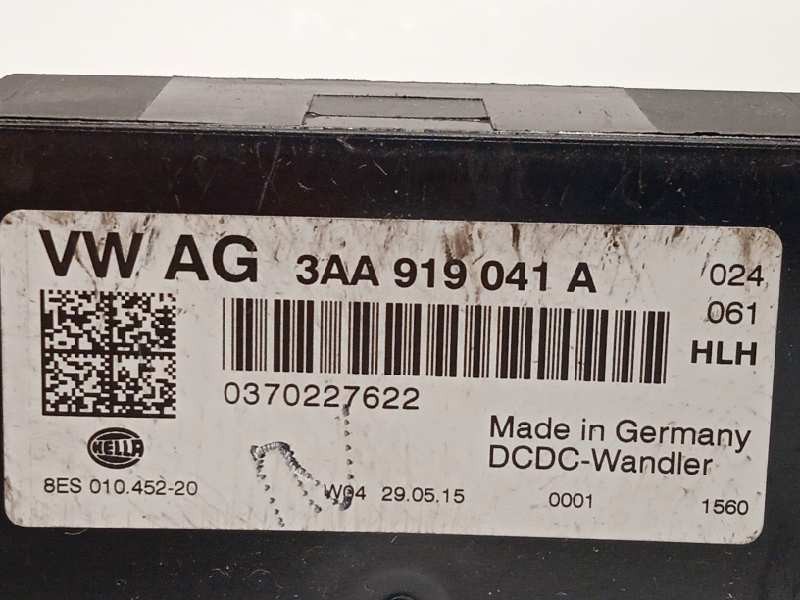 VW AG 3AA 919 041 A 024
061
HLH
0370227622
Made in Germany
DCDC-Wandler
HELLA
8ES 010.452-20 W04 29.05.15 0001 1560